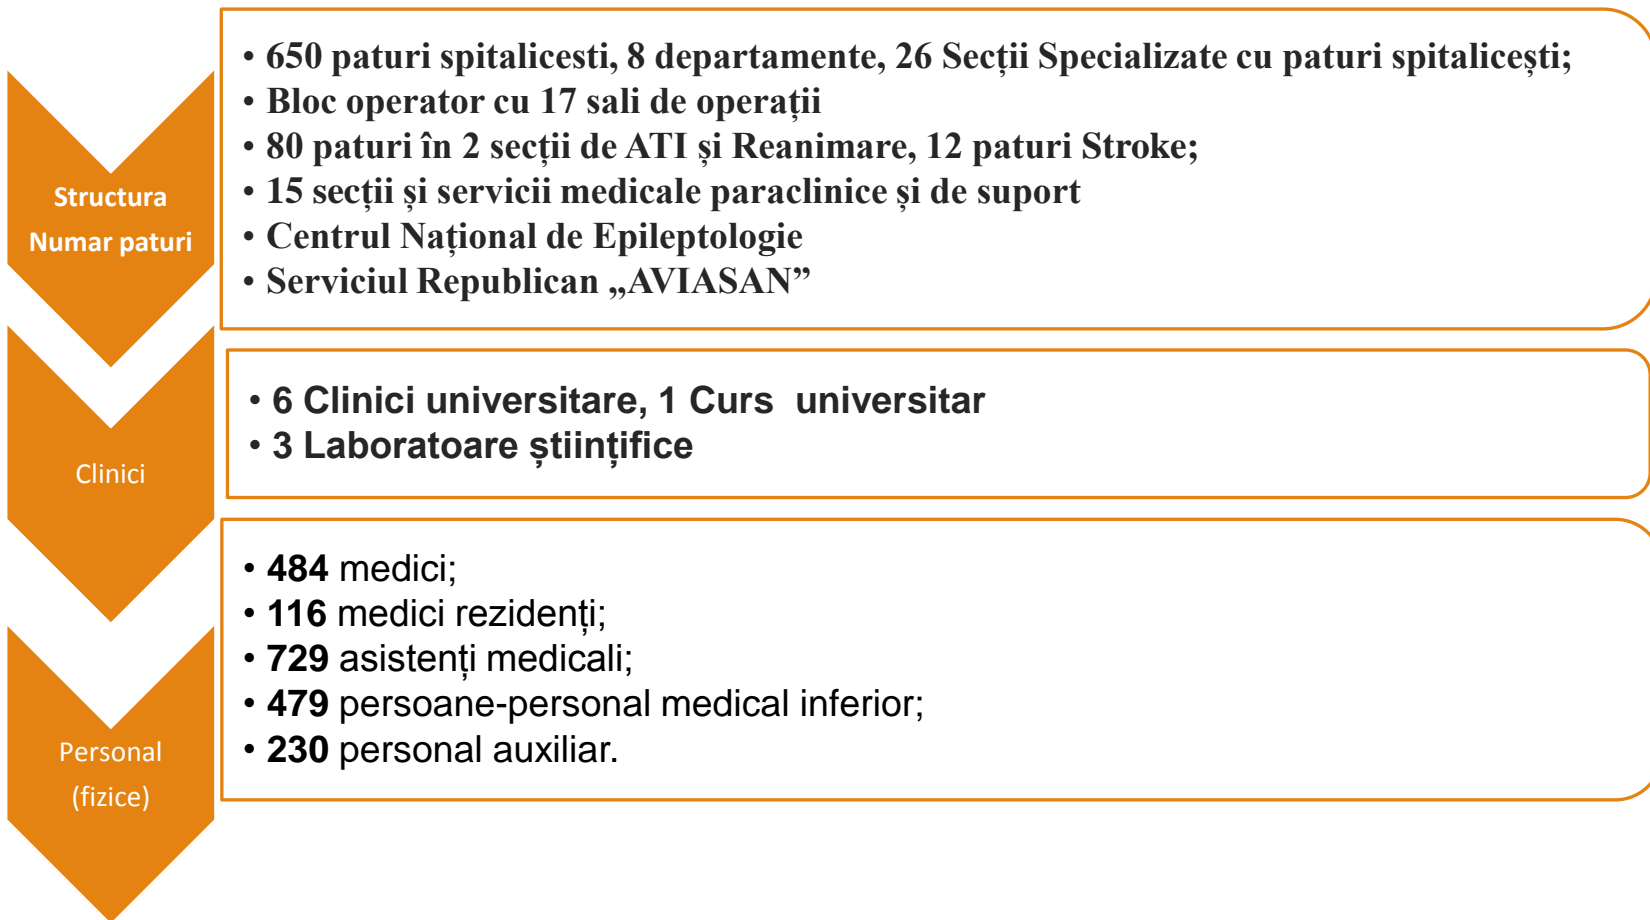 Structura
Numar paturi
• 650 paturi spitalicesti, 8 departamente, 26 Secții Specializate cu paturi spitalicești;
• Bloc operator cu 17 sali de operații
• 80 paturi în 2 secții de ATI și Reanimare, 12 paturi Stroke;
• 15 secții și servicii medicale paraclinice și de suport
• Centrul Național de Epileptologie
• Serviciul Republican „AVIASAN”
Clinici
• 6 Clinici universitare, 1 Curs  universitar
• 3 Laboratoare științifice
Personal
(fizice)
• 484 medici;
• 116 medici rezidenți;
• 729 asistenți medicali;
• 479 persoane-personal medical inferior;
• 230 personal auxiliar.